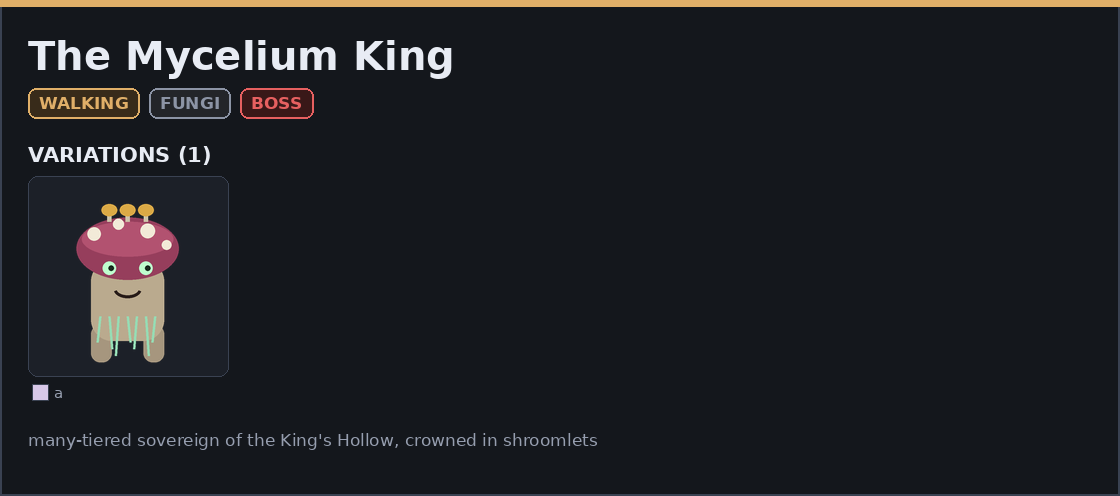 The Mycelium King
WALKING FUNGI BOSS
VARIATIONS (1)
a
many-tiered sovereign of the King's Hollow, crowned in shroomlets